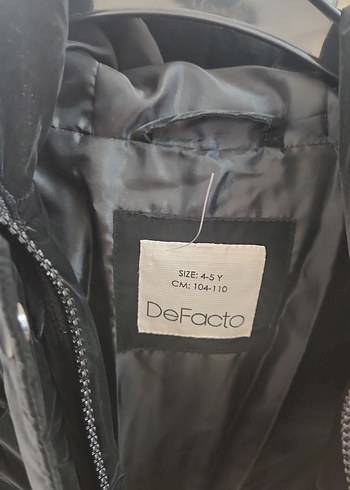 SIZE: 4-5 Y
CM: 104-110
DeFacto